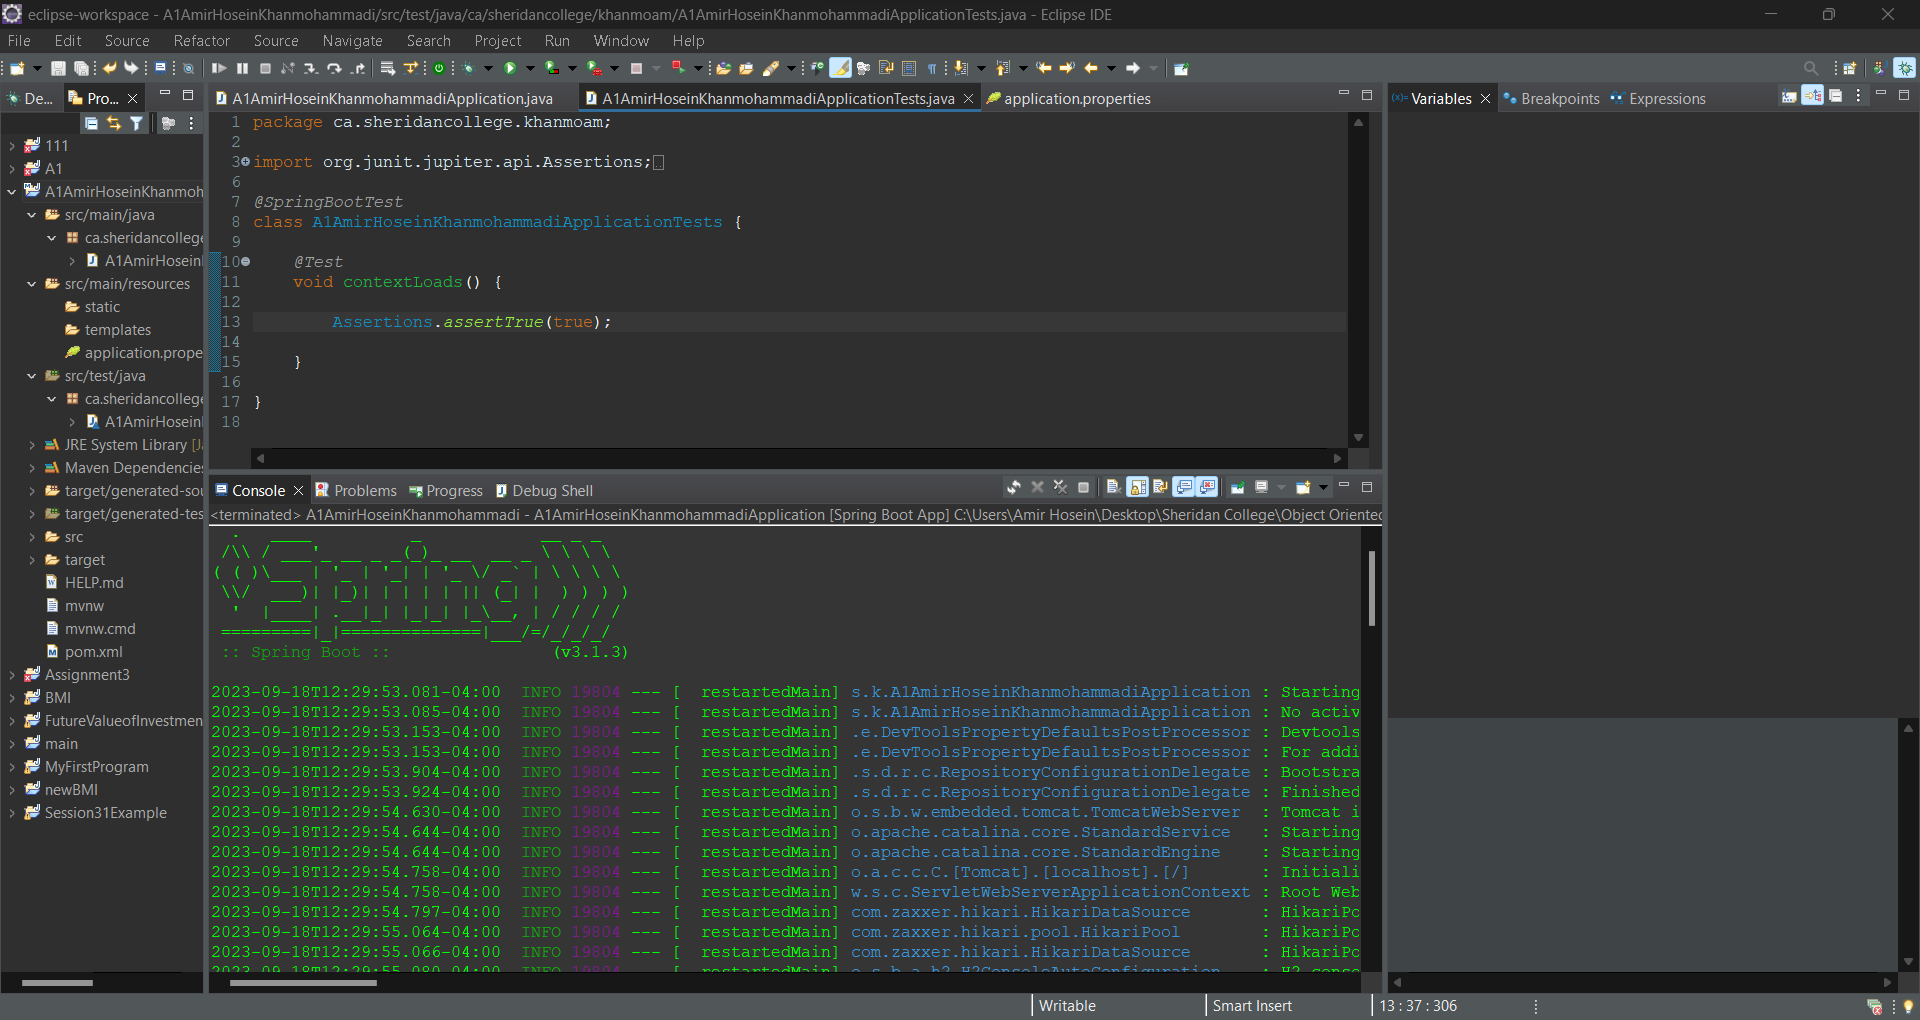 eclipse-workspace - A1AmirHoseinKhanmohammadi/src/test/java/ca/sheridancollege/khanmoam/A1AmirHoseinKhanmohammadiApplicationTests.java - Eclipse IDE
File Edit Source Refactor Source Navigate Search Project Run Window Help
De... Pro...
111
A1
A1AmirHoseinKhanmoh
src/main/java
ca.sheridancollege
A1AmirHosein
src/main/resources
static
templates
application.prope
src/test/java
ca.sheridancollege
A1AmirHosein
JRE System Library [Ja
Maven Dependencies
target/generated-sou
target/generated-tes
src
target
HELP.md
mvnw
mvnw.cmd
pom.xml
Assignment3
BMI
FutureValueofInvestmen
main
MyFirstProgram
newBMI
Session31Example
A1AmirHoseinKhanmohammadiApplication.java A1AmirHoseinKhanmohammadiApplicationTests.java application.properties
1 package ca.sheridancollege.khanmoam;
2
3 import org.junit.jupiter.api.Assertions;
6
7 @SpringBootTest
8 class A1AmirHoseinKhanmohammadiApplicationTests {
9
10 @Test
11 void contextLoads() {
12
13 Assertions.assertTrue(true);
14
15 }
16
17 }
18
Console Problems Progress Debug Shell
<terminated> A1AmirHoseinKhanmohammadi - A1AmirHoseinKhanmohammadiApplication [Spring Boot App] C:\Users\Amir Hosein\Desktop\Sheridan College\Object Oriented
Spring
:: Spring Boot :: (v3.1.3)
2023-09-18T12:29:53.081-04:00 INFO 19804 --- [ restartedMain] s.k.A1AmirHoseinKhanmohammadiApplication : Starting
2023-09-18T12:29:53.085-04:00 INFO 19804 --- [ restartedMain] s.k.A1AmirHoseinKhanmohammadiApplication : No activ
2023-09-18T12:29:53.153-04:00 INFO 19804 --- [ restartedMain] .e.DevToolsPropertyDefaultsPostProcessor : Devtools
2023-09-18T12:29:53.153-04:00 INFO 19804 --- [ restartedMain] .e.DevToolsPropertyDefaultsPostProcessor : For addi
2023-09-18T12:29:53.904-04:00 INFO 19804 --- [ restartedMain] .s.d.r.c.RepositoryConfigurationDelegate : Bootstra
2023-09-18T12:29:53.924-04:00 INFO 19804 --- [ restartedMain] .s.d.r.c.RepositoryConfigurationDelegate : Finished
2023-09-18T12:29:54.630-04:00 INFO 19804 --- [ restartedMain] o.s.b.w.embedded.tomcat.TomcatWebServer : Tomcat i
2023-09-18T12:29:54.644-04:00 INFO 19804 --- [ restartedMain] o.apache.catalina.core.StandardService : Starting
2023-09-18T12:29:54.644-04:00 INFO 19804 --- [ restartedMain] o.apache.catalina.core.StandardEngine : Starting
2023-09-18T12:29:54.758-04:00 INFO 19804 --- [ restartedMain] o.a.c.c.C.[Tomcat].[localhost].[/] : Initiali
2023-09-18T12:29:54.758-04:00 INFO 19804 --- [ restartedMain] w.s.c.ServletWebServerApplicationContext : Root Web
2023-09-18T12:29:54.797-04:00 INFO 19804 --- [ restartedMain] com.zaxxer.hikari.HikariDataSource : HikariPo
2023-09-18T12:29:55.064-04:00 INFO 19804 --- [ restartedMain] com.zaxxer.hikari.pool.HikariPool : HikariPo
2023-09-18T12:29:55.066-04:00 INFO 19804 --- [ restartedMain] com.zaxxer.hikari.HikariDataSource : HikariPo
2023-09-18T12:29:55.080-04:00 INFO 19804 --- [ restartedMain] o.s.b.a.h2.H2ConsoleAutoConfiguration : H2 conso
Variables Breakpoints Expressions
Writable Smart Insert 13 : 37 : 306